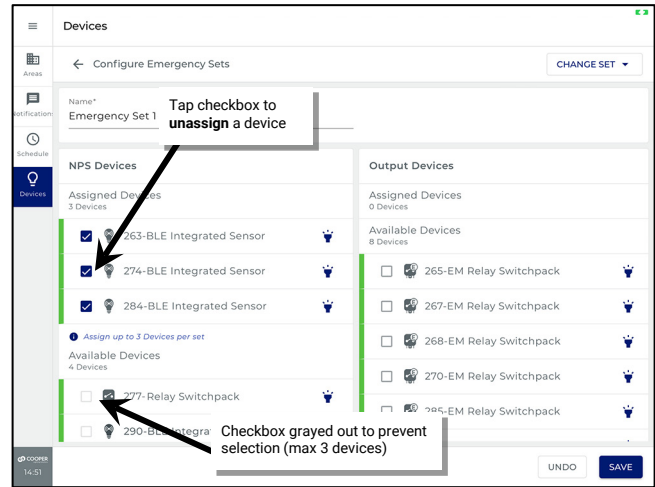 Devices
Areas
Configure Emergency Sets
CHANGE SET
Notification
Name*
Emergency Set 1
Tap checkbox to
unassign a device
Schedule
Devices
NPS Devices
Assigned Devices
3 Devices
263-BLE Integrated Sensor
274-BLE Integrated Sensor
284-BLE Integrated Sensor
Assign up to 3 Devices per set
Available Devices
4 Devices
277-Relay Switchpack
290-BLE Integra
Output Devices
Assigned Devices
0 Devices
Available Devices
8 Devices
265-EM Relay Switchpack
267-EM Relay Switchpack
268-EM Relay Switchpack
270-EM Relay Switchpack
285-EM Relay Switchpack
Checkbox grayed out to prevent
selection (max 3 devices)
COOPER
14:51
UNDO
SAVE